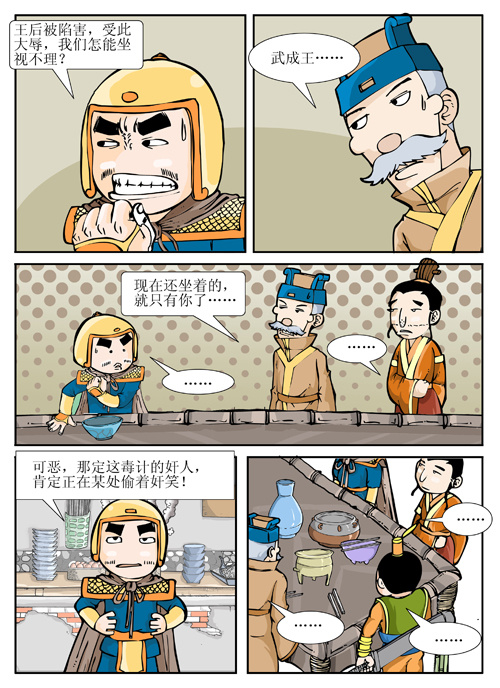 王后被陷害，受此
大辱，我们怎能坐
视不理？
武成王……
现在还坐着的，
就只有你了……
……
……
可恶，那定这毒计的奸人，
肯定正在某处偷着奸笑！
……
……
……